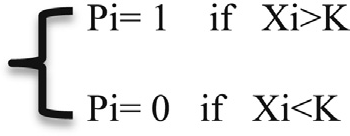 Pi= 1 if Xi>K
Pi= 0 if Xi<K